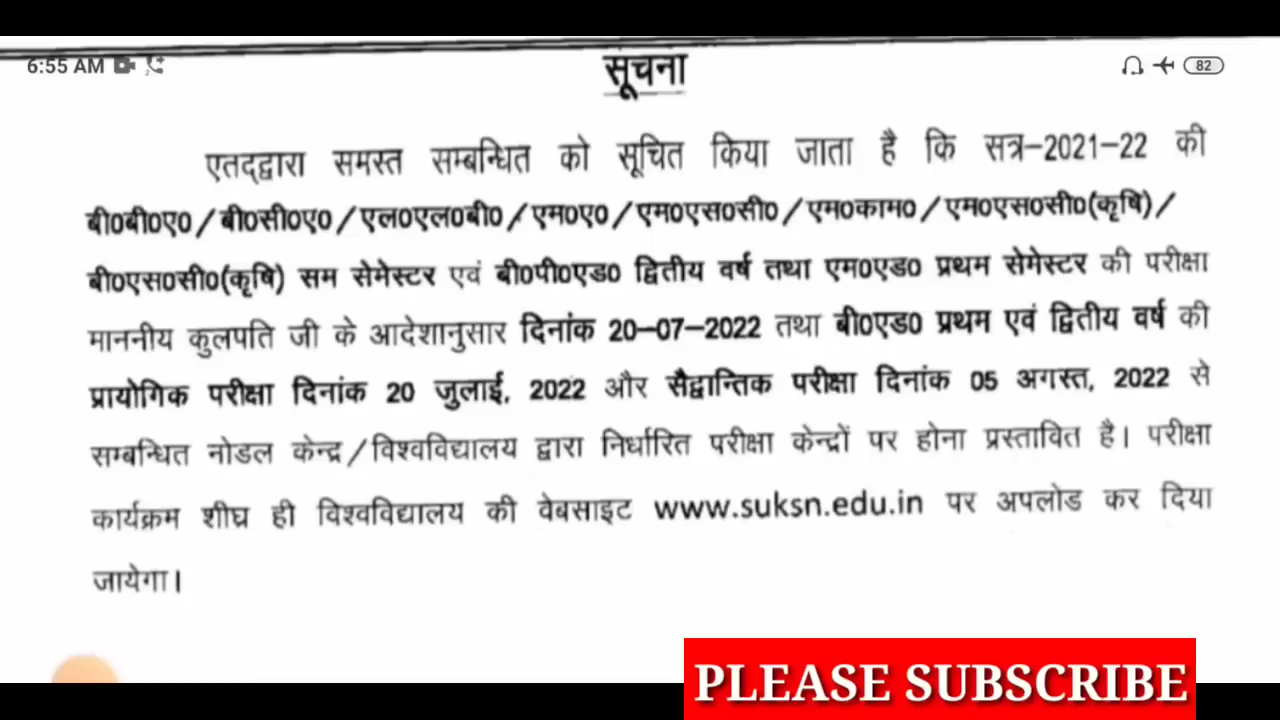 6:55 AM
82
सूचना
एतद्द्वारा समस्त सम्बन्धित को सूचित किया जाता है कि सत्र-2021-22 की
बी0बी0ए0/बी0सी0ए0/एल0एल0बी0/एम0ए0/एम0एस0सी0/एम0काम0/एम0एस0सी0(कृषि)/
बी0एस0सी0(कृषि) सम सेमेस्टर एवं बी0पी0एड0 द्वितीय वर्ष तथा एम0एड0 प्रथम सेमेस्टर की परीक्षा
माननीय कुलपति जी के आदेशानुसार दिनांक 20-07-2022 तथा बी0एड0 प्रथम एवं द्वितीय वर्ष की
प्रायोगिक परीक्षा दिनांक 20 जुलाई, 2022 और सैद्वान्तिक परीक्षा दिनांक 05 अगस्त, 2022 से
सम्बन्धित नोडल केन्द्र/विश्वविद्यालय द्वारा निर्धारित परीक्षा केन्द्रों पर होना प्रस्तावित है। परीक्षा
कार्यक्रम शीघ्र ही विश्वविद्यालय की वेबसाइट www.suksn.edu.in पर अपलोड कर दिया
जायेगा।
PLEASE SUBSCRIBE